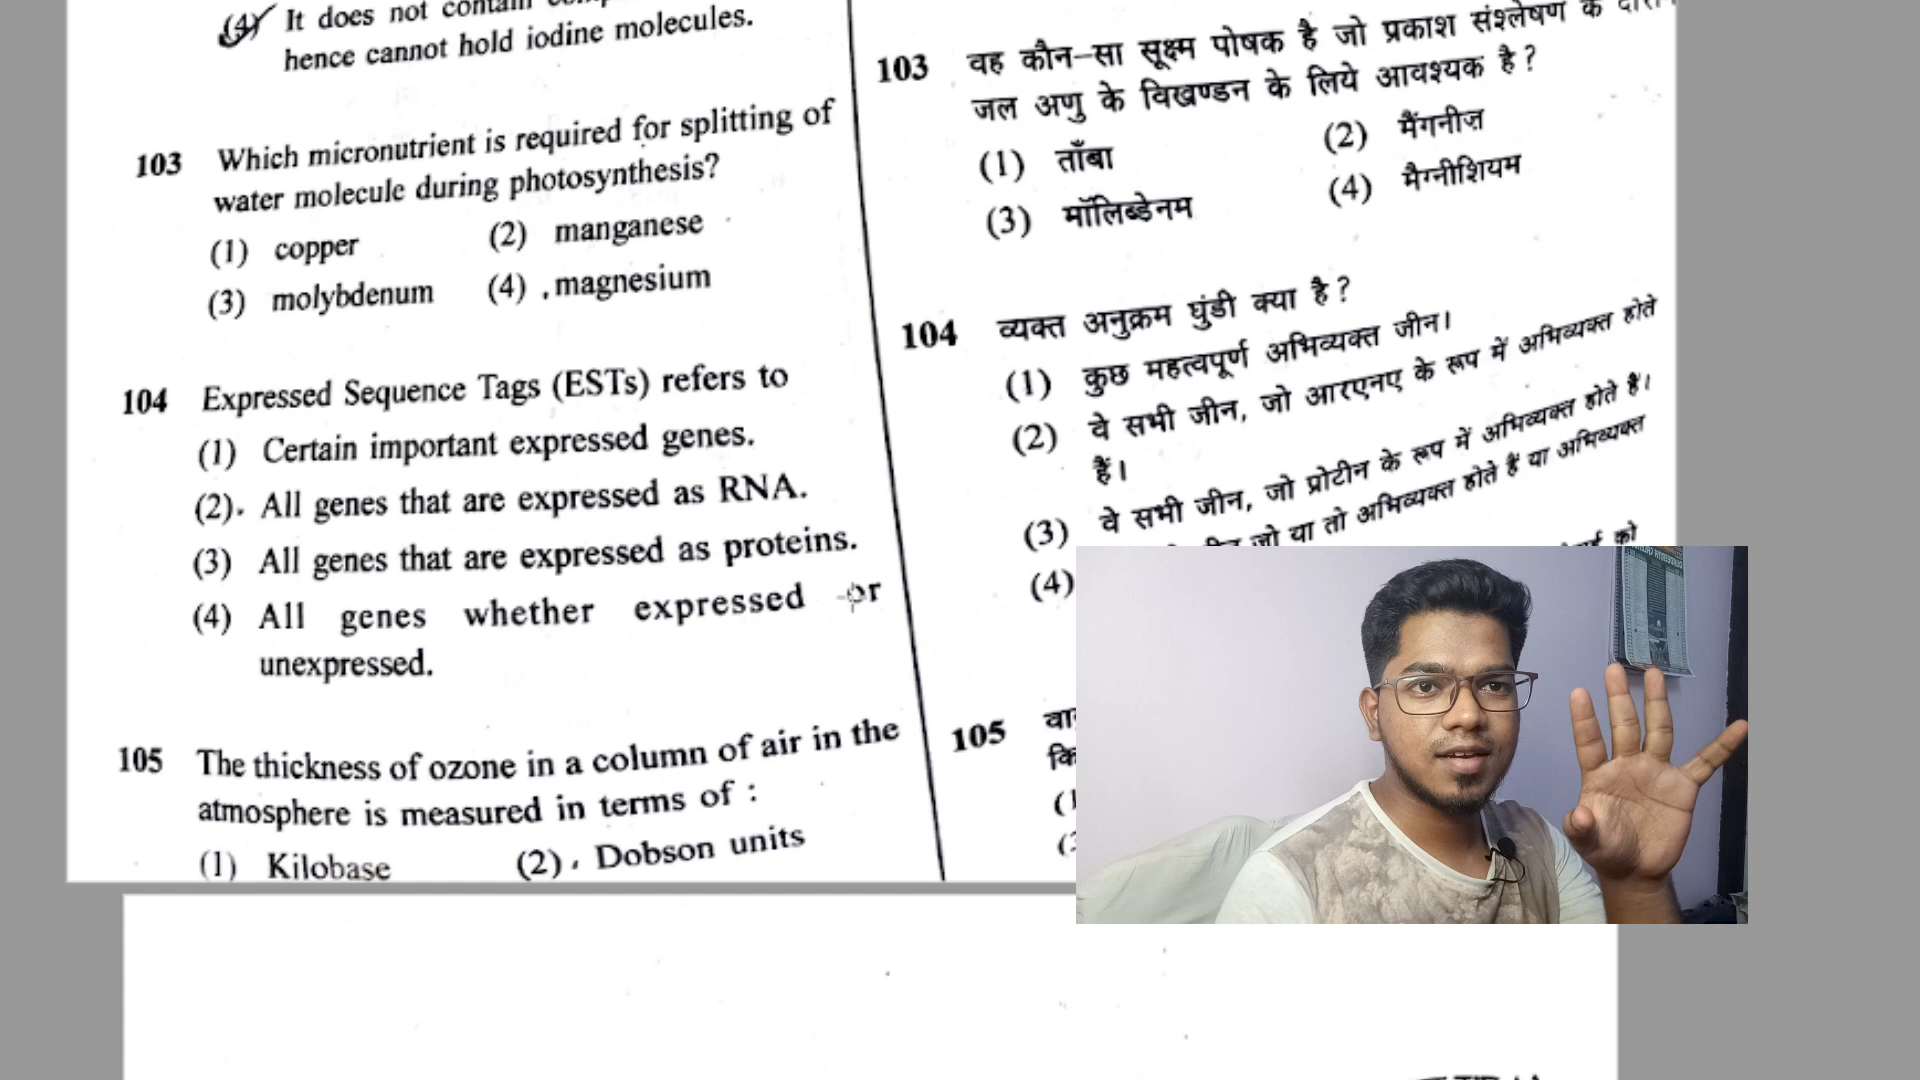 (4) It does not contain
hence cannot hold iodine molecules.
103 Which micronutrient is required for splitting of
water molecule during photosynthesis?
(1) copper (2) manganese
(3) molybdenum (4) magnesium
104 Expressed Sequence Tags (ESTs) refers to
(1) Certain important expressed genes.
(2) All genes that are expressed as RNA.
(3) All genes that are expressed as proteins.
(4) All genes whether expressed or
unexpressed.
105 The thickness of ozone in a column of air in the
atmosphere is measured in terms of :
(1) Kilobase (2) Dobson units
103 वह कौन-सा सूक्ष्म पोषक है जो प्रकाश संश्लेषण के
जल अणु के विखण्डन के लिये आवश्यक है?
(1) ताँबा (2) मैंगनीज़
(3) मॉलिब्डेनम (4) मैग्नीशियम
104 व्यक्त अनुक्रम घुंडी क्या है?
(1) कुछ महत्वपूर्ण अभिव्यक्त जीन।
(2) वे सभी जीन, जो आरएनए के रूप में अभिव्यक्त होते
हैं।
(3) वे सभी जीन, जो प्रोटीन के रूप में अभिव्यक्त होते हैं।
(4) जो या तो अभिव्यक्त होते हैं या अभिव्यक्त
को
105